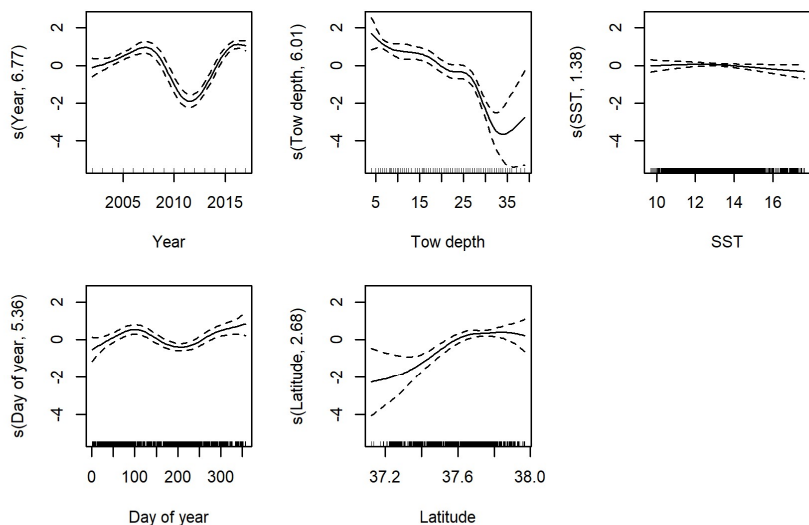 s(Year, 6.77)
2
0
-2
-4
2005 2010 2015
Year
s(Tow depth, 6.01)
2
0
-2
-4
5 15 25 35
Tow depth
s(SST, 1.38)
2
0
-2
-4
10 12 14 16
SST
s(Day of year, 5.36)
2
0
-2
-4
0 100 200 300
Day of year
s(Latitude, 2.68)
2
0
-2
-4
37.2 37.6 38.0
Latitude